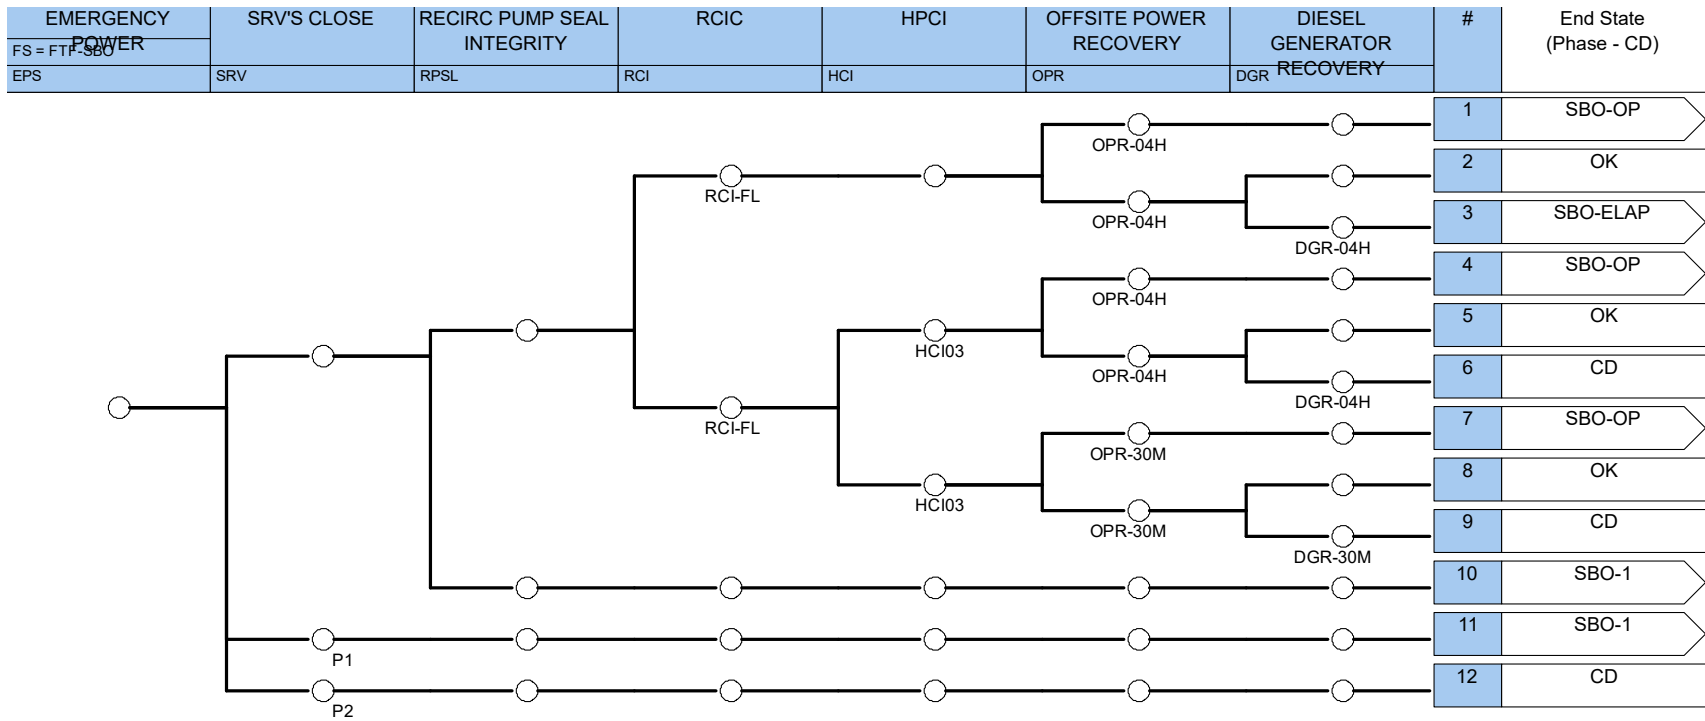 EMERGENCY
POWER
FS = FTF-SBO
EPS
SRV'S CLOSE
SRV
RECIRC PUMP SEAL
INTEGRITY
RPSL
RCIC
RCI
HPCI
HCI
OFFSITE POWER
RECOVERY
OPR
DIESEL
GENERATOR
RECOVERY
DGR
#
End State
(Phase - CD)
1 SBO-OP
OPR-04H
2 OK
RCI-FL
OPR-04H
3 SBO-ELAP
DGR-04H
4 SBO-OP
OPR-04H
5 OK
HCI03
OPR-04H
6 CD
DGR-04H
7 SBO-OP
RCI-FL
OPR-30M
8 OK
HCI03
OPR-30M
9 CD
DGR-30M
10 SBO-1
11 SBO-1
P1
12 CD
P2